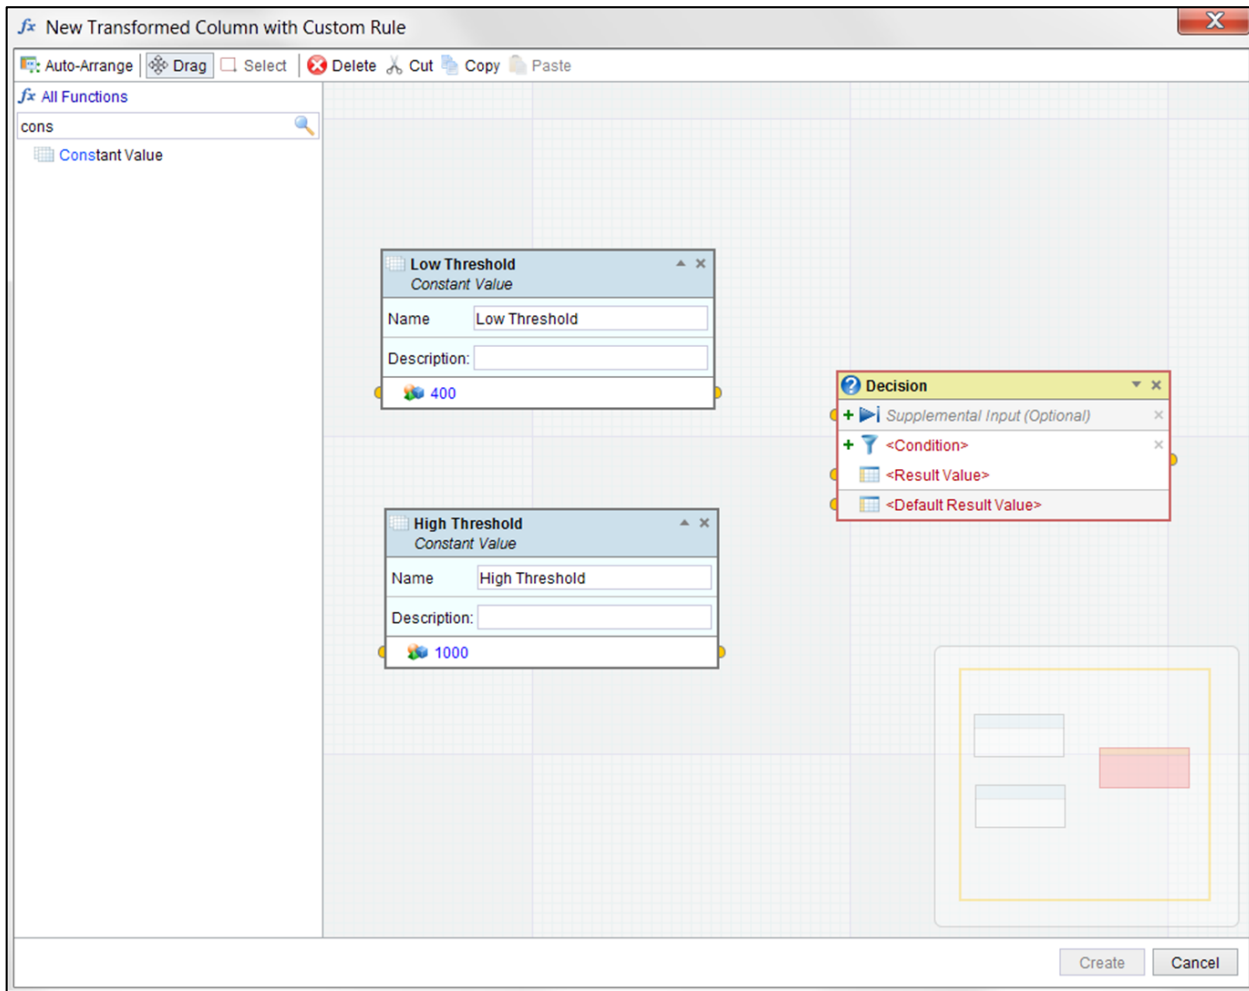 fx New Transformed Column with Custom Rule
Auto-Arrange Drag Select Delete Cut Copy Paste
fx All Functions
cons
Constant Value
Low Threshold
Constant Value
Name Low Threshold
Description:
400
High Threshold
Constant Value
Name High Threshold
Description:
1000
Decision
Supplemental Input (Optional)
<Condition>
<Result Value>
<Default Result Value>
Create Cancel